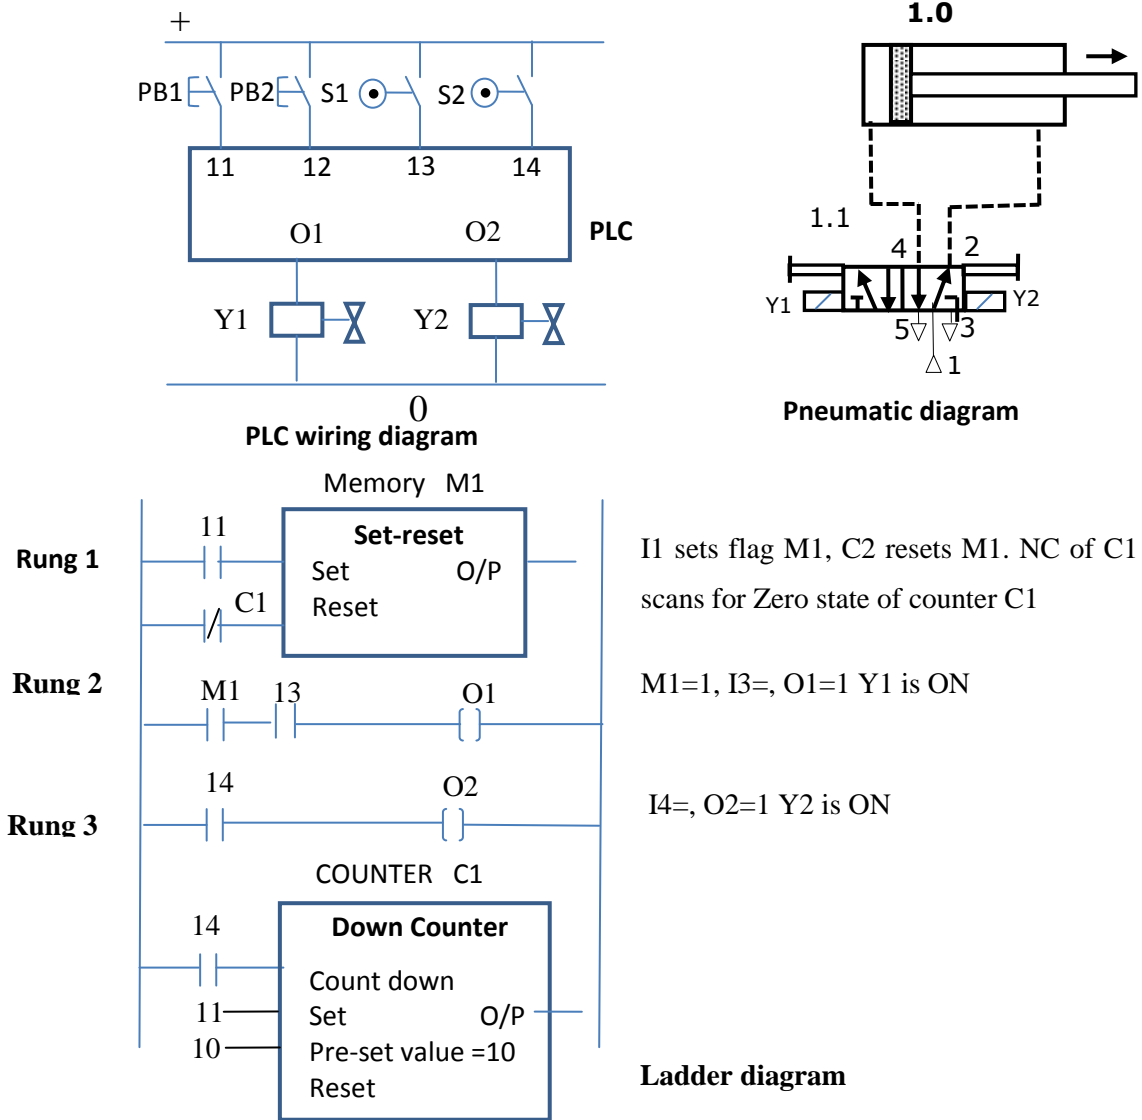 +
1.0
PB1 PB2 S1 S2
11 12 13 14
O1 O2 PLC
Y1 Y2
0
PLC wiring diagram
1.1
4 2
Y1 Y2
5 3
1
Pneumatic diagram
Memory M1
Rung 1
11
Set-reset
Set O/P
C1
Reset
I1 sets flag M1, C2 resets M1. NC of C1
scans for Zero state of counter C1
Rung 2
M1 13 O1
M1=1, I3=, O1=1 Y1 is ON
Rung 3
14 O2
I4=, O2=1 Y2 is ON
COUNTER C1
14
Down Counter
Count down
11 Set O/P
10 Pre-set value =10
Reset
Ladder diagram